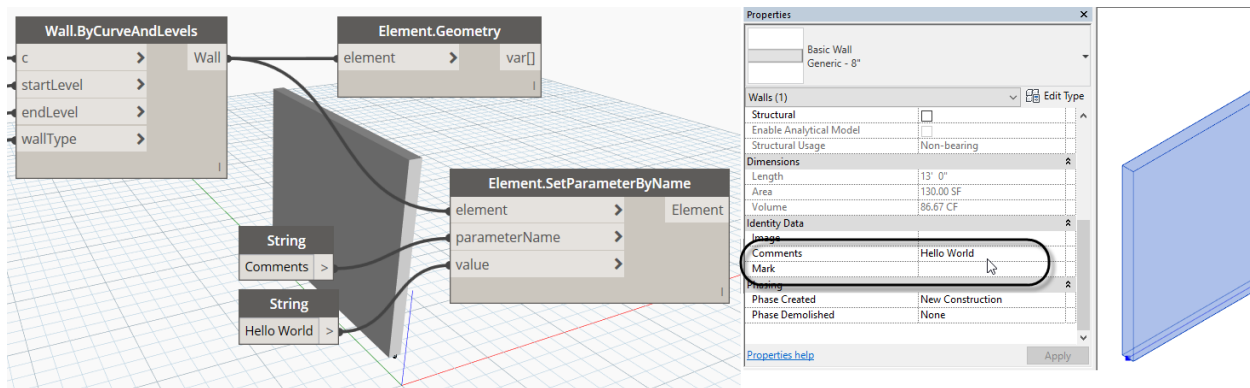 Wall.ByCurveAndLevels
c > Wall
startLevel >
endLevel >
wallType >
Element.Geometry
element > var[]
Element.SetParameterByName
element > Element
parameterName >
value >
String
Comments >
String
Hello World >
Properties
Basic Wall
Generic - 8"
Walls (1) Edit Type
Structural
Enable Analytical Model
Structural Usage Non-bearing
Dimensions
Length 13' 0"
Area 130.00 SF
Volume 86.67 CF
Identity Data
Image
Comments Hello World
Mark
Phasing
Phase Created New Construction
Phase Demolished None
Properties help Apply